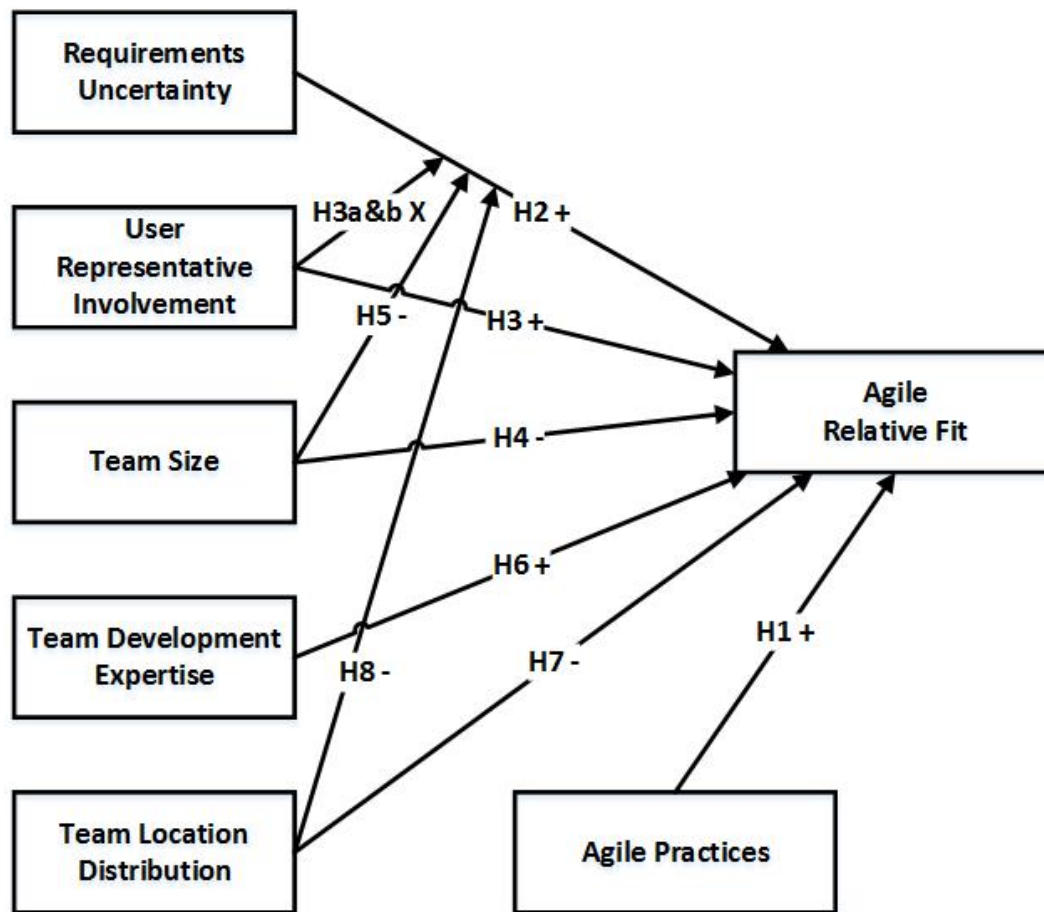 Requirements
Uncertainty
H3a&b X
H2 +
User
Representative
Involvement
H5 -
H3 +
Agile
Relative Fit
Team Size
H4 -
H6 +
Team Development
Expertise
H8 -
H7 -
H1 +
Team Location
Distribution
Agile Practices